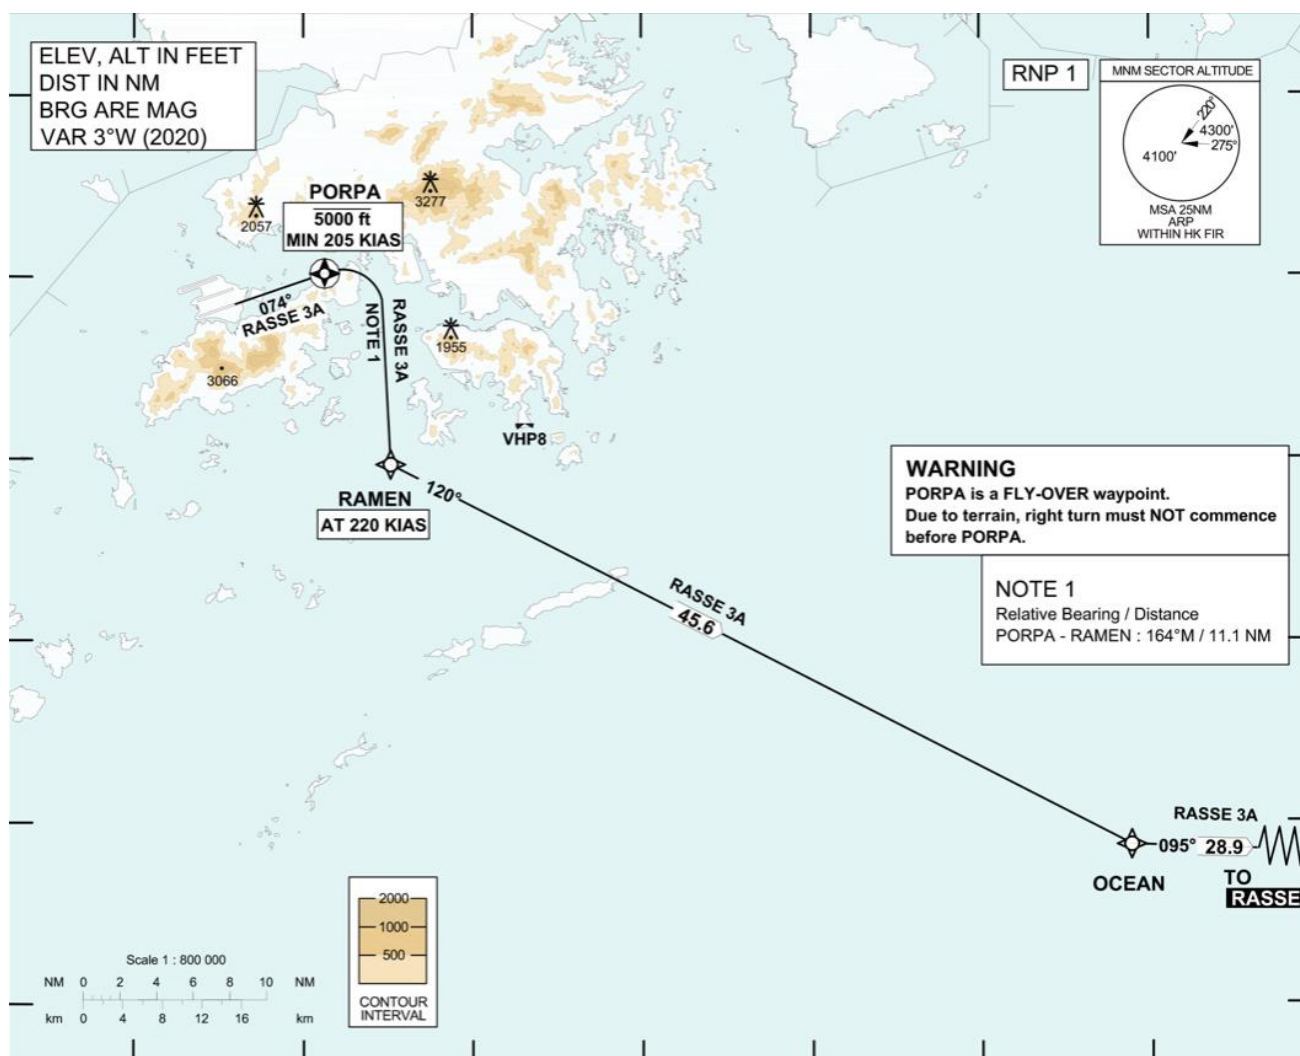 ELEV, ALT IN FEET
DIST IN NM
BRG ARE MAG
VAR 3°W (2020)
RNP 1
MNM SECTOR ALTITUDE
220°
4300'
275°
4100'
MSA 25NM
ARP
WITHIN HK FIR
PORPA
5000 ft
MIN 205 KIAS
2057
3277
074°
RASSE 3A
NOTE 1
RASSE 3A
1955
3066
VHP8
RAMEN
AT 220 KIAS
120°
WARNING
PORPA is a FLY-OVER waypoint.
Due to terrain, right turn must NOT commence
before PORPA.
NOTE 1
Relative Bearing / Distance
PORPA - RAMEN : 164°M / 11.1 NM
RASSE 3A
45.6
RASSE 3A
095° 28.9
OCEAN
TO
RASSE
2000
1000
500
CONTOUR
INTERVAL
Scale 1 : 800 000
NM 0 2 4 6 8 10 NM
km 0 4 8 12 16 km